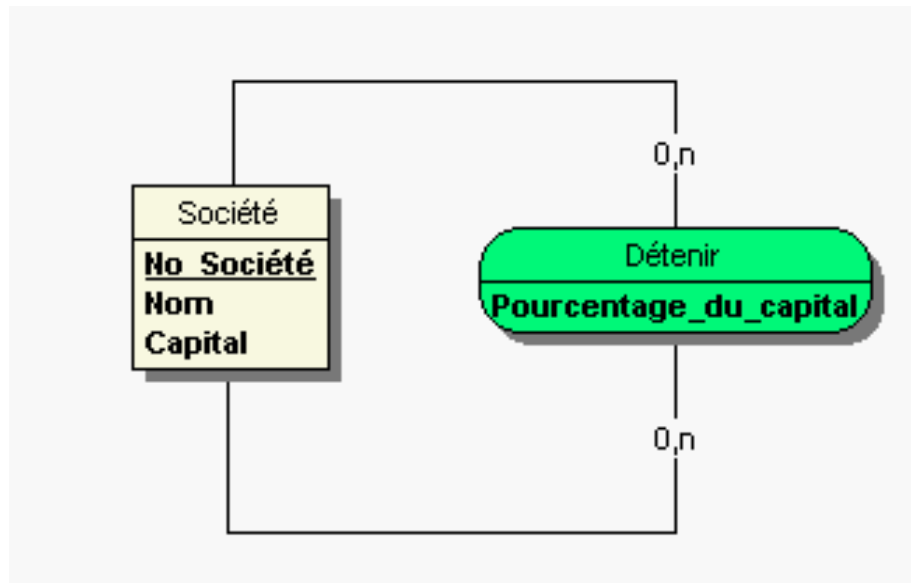 0,n
Société
No_Société
Nom
Capital
Détenir
Pourcentage_du_capital
0,n